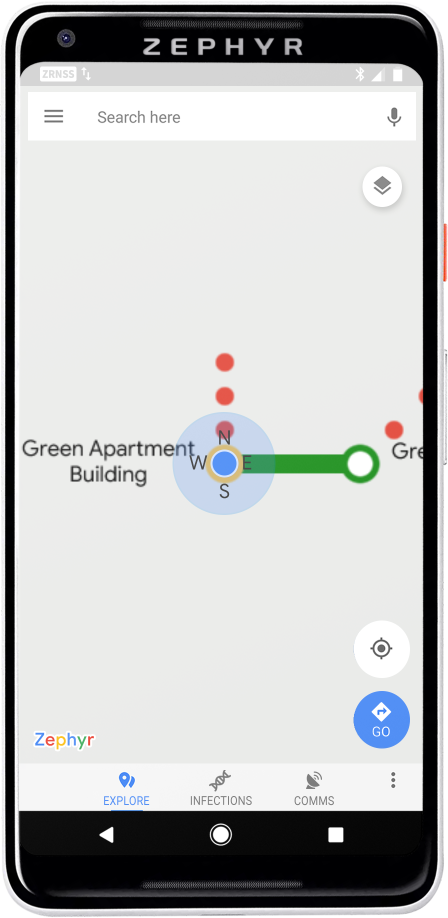 ZEPHYR
ZRNSS
Search here
N
Green Apartment
Building
W
E
Gre
S
GO
Zephyr
EXPLORE
INFECTIONS
COMMS